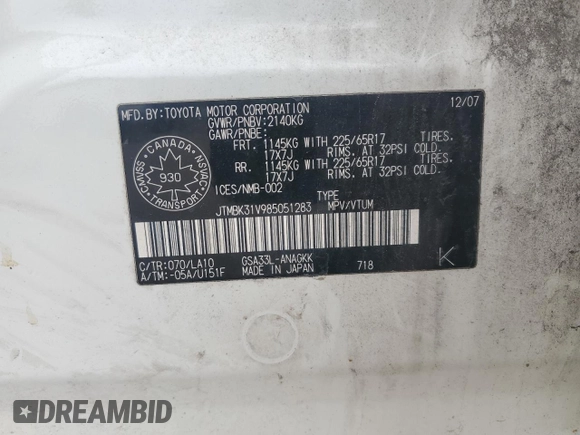 MFD. BY: TOYOTA MOTOR CORPORATION 12/07
GVWR/PNBV: 2140KG
GAWR/PNBE:
FRT. 1145KG WITH 225/65R17 TIRES.
17X7J RIMS. AT 32PSI COLD.
RR. 1145KG WITH 225/65R17 TIRES.
17X7J RIMS. AT 32PSI COLD.
ICES/NMB-002
TYPE
JTMBK31V985051283 MPV/VTUM
CANADA
CMVSS NSVAC
930
TRANSPORT
C/TR: 070/LA10 GSA33L-ANAGKK
A/TM: -05A/U151F MADE IN JAPAN 718
K
DREAMBID